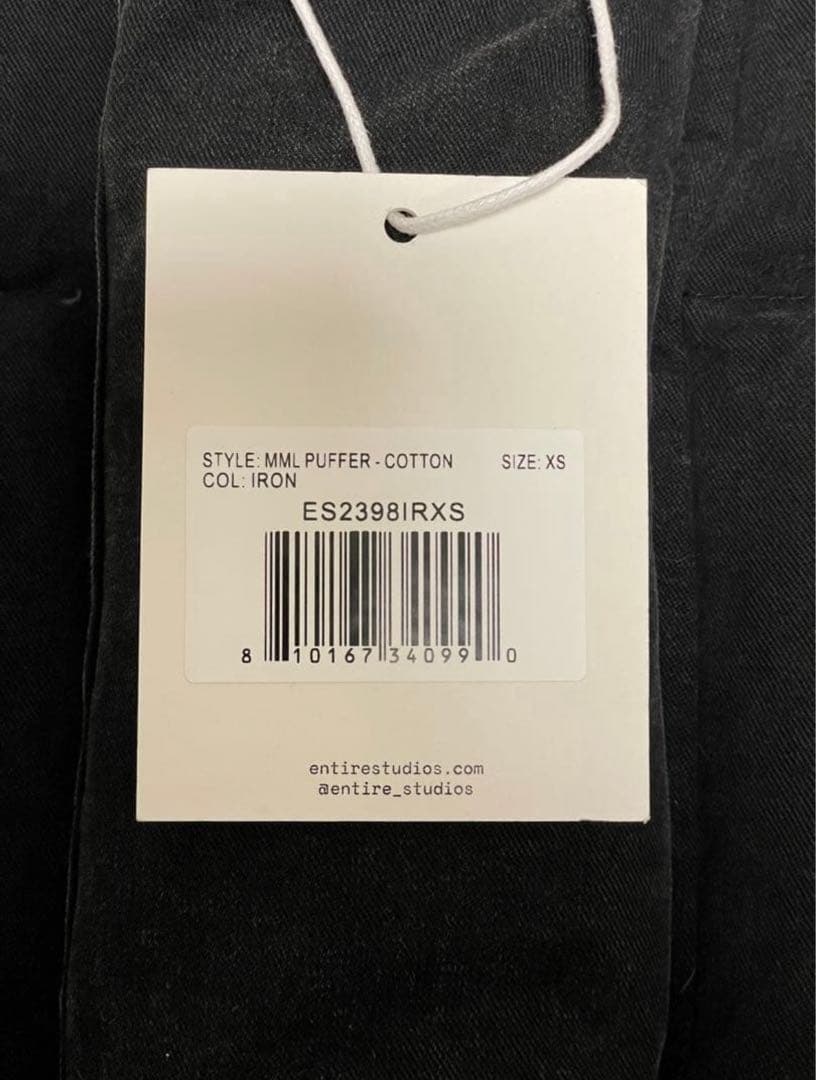 STYLE: MML PUFFER - COTTON SIZE: XS
COL: IRON
ES2398IRXS
8 10167 34099 0
entirestudios.com
@entire_studios